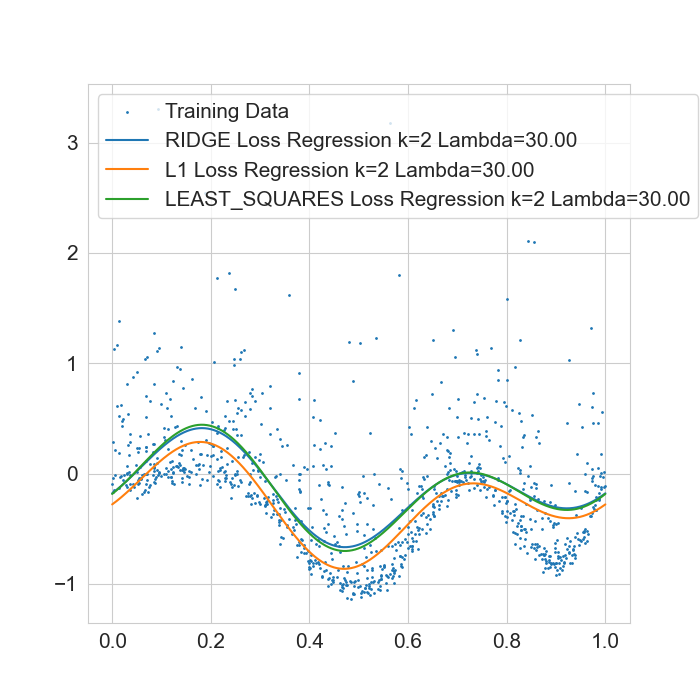 Training Data
RIDGE Loss Regression k=2 Lambda=30.00
L1 Loss Regression k=2 Lambda=30.00
LEAST_SQUARES Loss Regression k=2 Lambda=30.00
3
2
1
0
−1
0.0 0.2 0.4 0.6 0.8 1.0